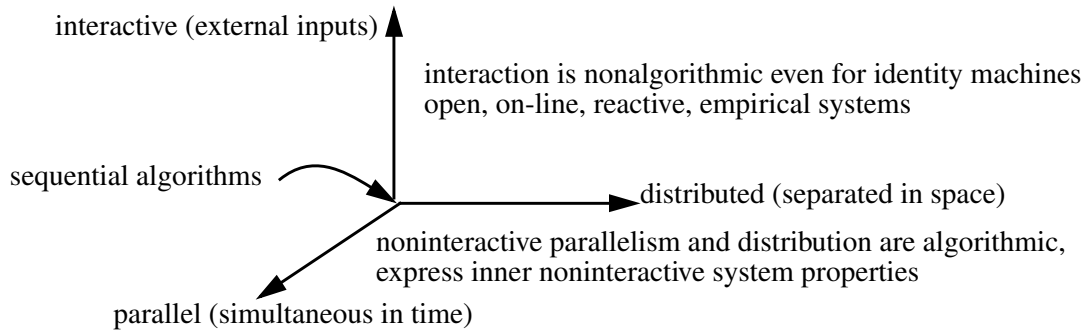 interactive (external inputs)
interaction is nonalgorithmic even for identity machines
open, on-line, reactive, empirical systems
sequential algorithms
distributed (separated in space)
noninteractive parallelism and distribution are algorithmic,
express inner noninteractive system properties
parallel (simultaneous in time)